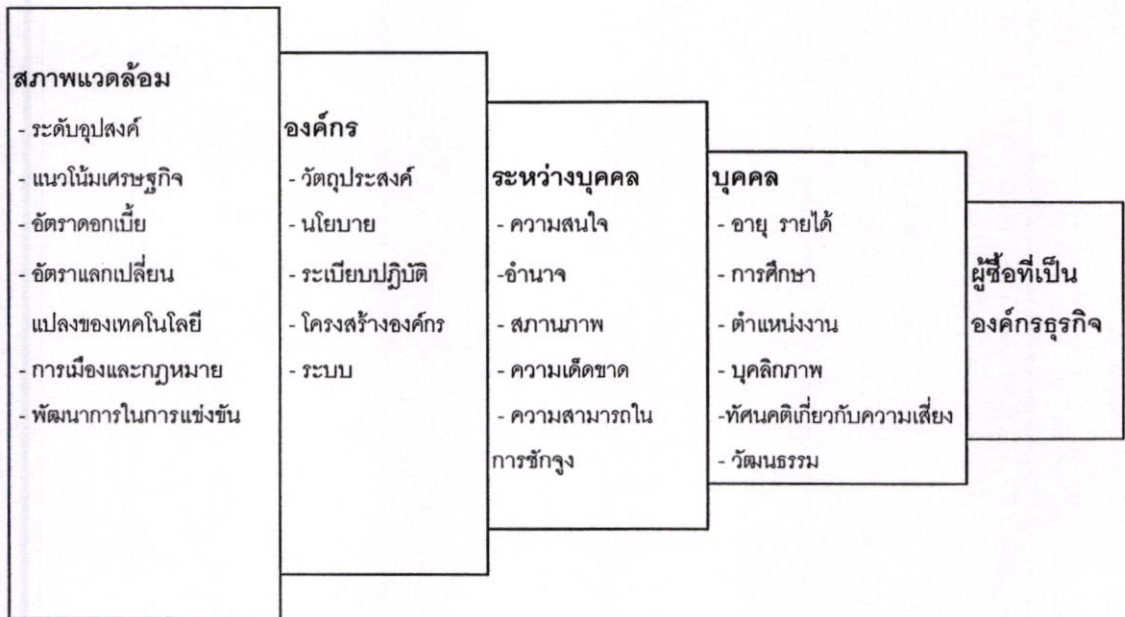 สภาพแวดล้อม
- ระดับอุปสงค์
- แนวโน้มเศรษฐกิจ
- อัตราดอกเบี้ย
- อัตราแลกเปลี่ยน
แปลงของเทคโนโลยี
- การเมืองและกฎหมาย
- พัฒนาการในการแข่งขัน
องค์กร
- วัตถุประสงค์
- นโยบาย
- ระเบียบปฏิบัติ
- โครงสร้างองค์กร
- ระบบ
ระหว่างบุคคล
- ความสนใจ
-อำนาจ
- สถานภาพ
- ความเด็ดขาด
- ความสามารถใน
การชักจูง
บุคคล
- อายุ รายได้
- การศึกษา
- ตำแหน่งงาน
- บุคลิกภาพ
-ทัศนคติเกี่ยวกับความเสี่ยง
- วัฒนธรรม
ผู้ซื้อที่เป็น
องค์กรธุรกิจ